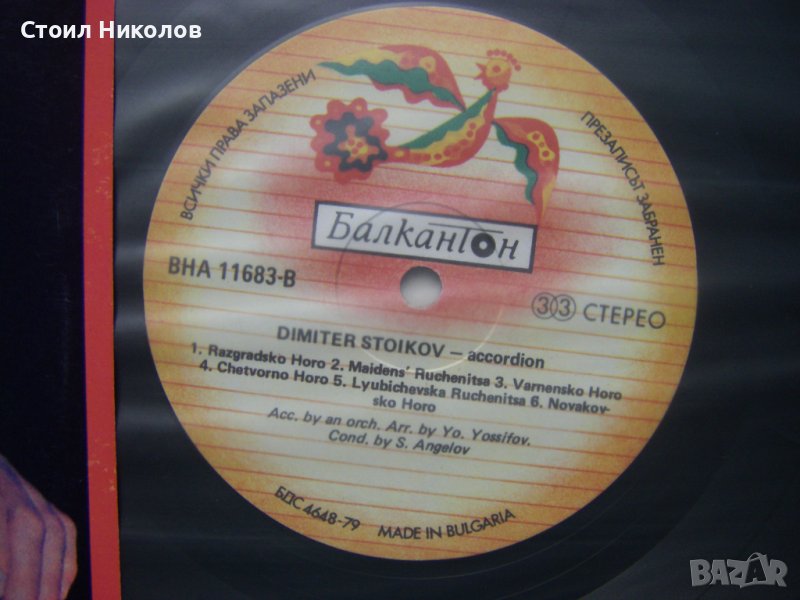 Стоил Николов
ВСИЧКИ ПРАВА ЗАПАЗЕНИ
ПРЕЗАПИСЪТ ЗАБРАНЕН
Балкантон
ВНА 11683-В
33 СТЕРЕО
DIMITER STOIKOV — accordion
1. Razgradsko Horo 2. Maidens' Ruchenitsa 3. Varnensko Horo
4. Chetvorno Horo 5. Lyubichevska Ruchenitsa 6. Novakov-
sko Horo
Acc. by an orch. Arr. by Yo. Yossifov.
Cond. by S. Angelov
БДС 4648-79 MADE IN BULGARIA
BAZAR